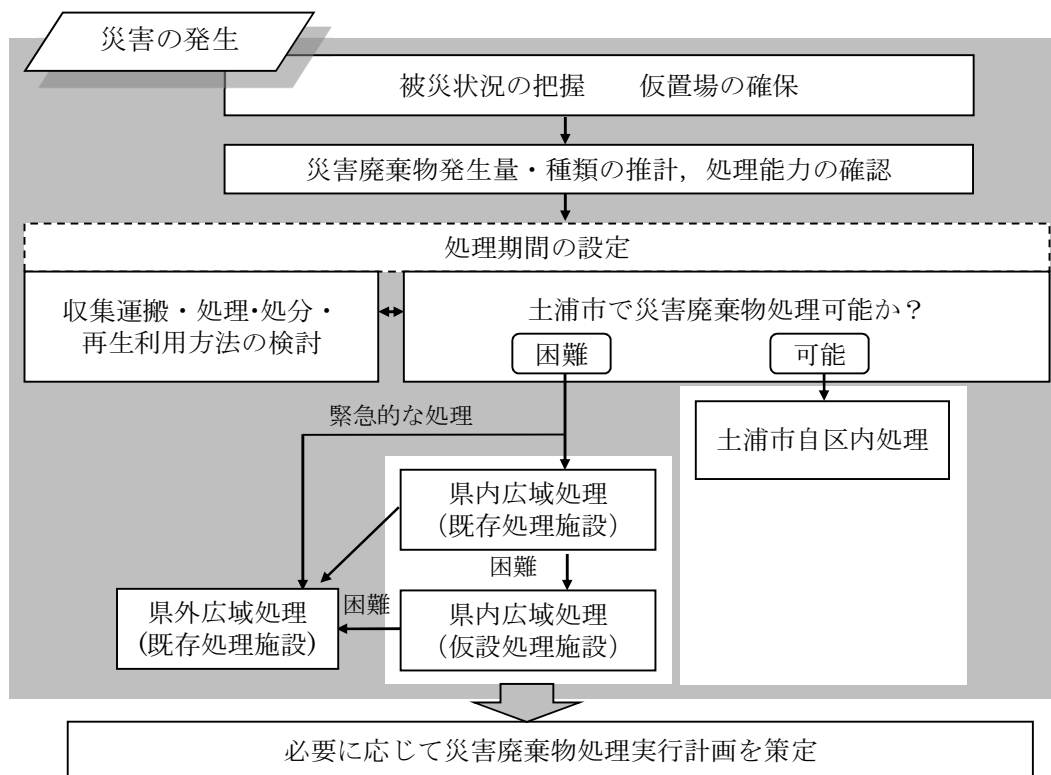 災害の発生
被災状況の把握　　仮置場の確保
災害廃棄物発生量・種類の推計，処理能力の確認
処理期間の設定
収集運搬・処理・処分・
再生利用方法の検討
土浦市で災害廃棄物処理可能か？
困難
可能
緊急的な処理
土浦市自区内処理
県内広域処理
（既存処理施設）
困難
県外広域処理
(既存処理施設)
困難
県内広域処理
（仮設処理施設）
必要に応じて災害廃棄物処理実行計画を策定